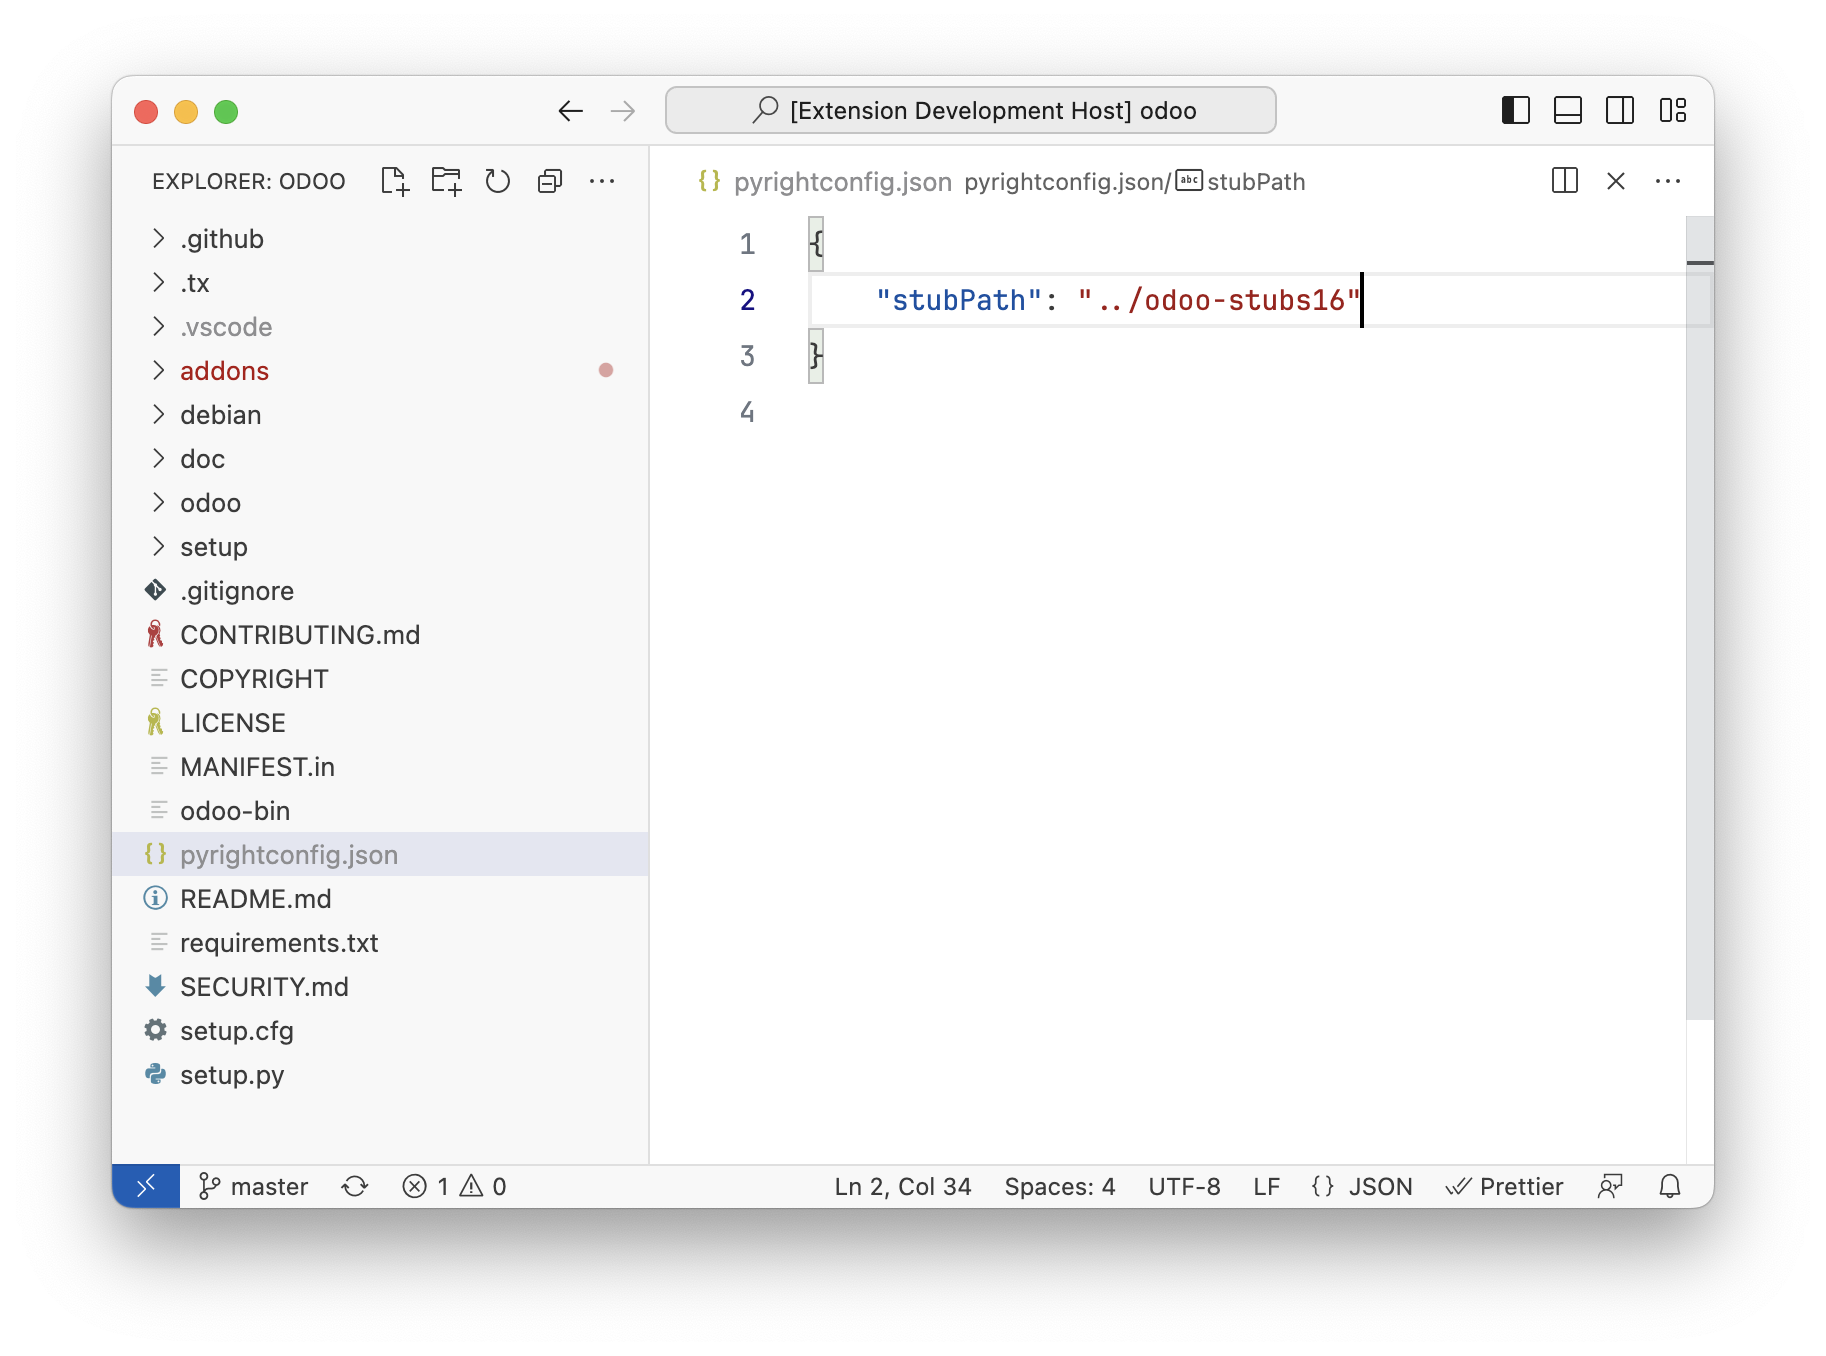 [Extension Development Host] odoo
EXPLORER: ODOO
.github
.tx
.vscode
addons
debian
doc
odoo
setup
.gitignore
CONTRIBUTING.md
COPYRIGHT
LICENSE
MANIFEST.in
odoo-bin
pyrightconfig.json
README.md
requirements.txt
SECURITY.md
setup.cfg
setup.py
pyrightconfig.json pyrightconfig.json/abc stubPath
1 {
2 "stubPath": "../odoo-stubs16"
3 }
4
master 1 0 Ln 2, Col 34 Spaces: 4 UTF-8 LF {} JSON Prettier